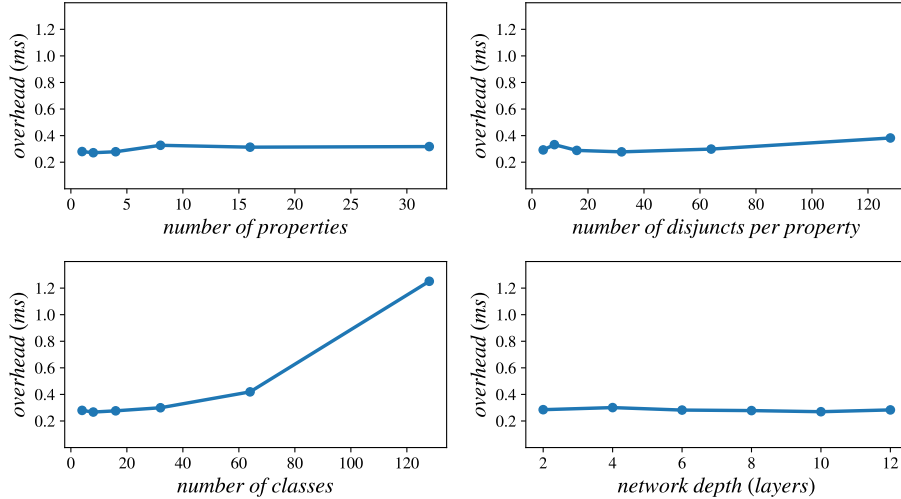 1.2
1.0
0.8
0.6
0.4
0.2
overhead (ms)
0 5 10 15 20 25 30
number of properties
1.2
1.0
0.8
0.6
0.4
0.2
overhead (ms)
0 20 40 60 80 100 120
number of disjuncts per property
1.2
1.0
0.8
0.6
0.4
0.2
overhead (ms)
0 20 40 60 80 100 120
number of classes
1.2
1.0
0.8
0.6
0.4
0.2
overhead (ms)
2 4 6 8 10 12
network depth (layers)